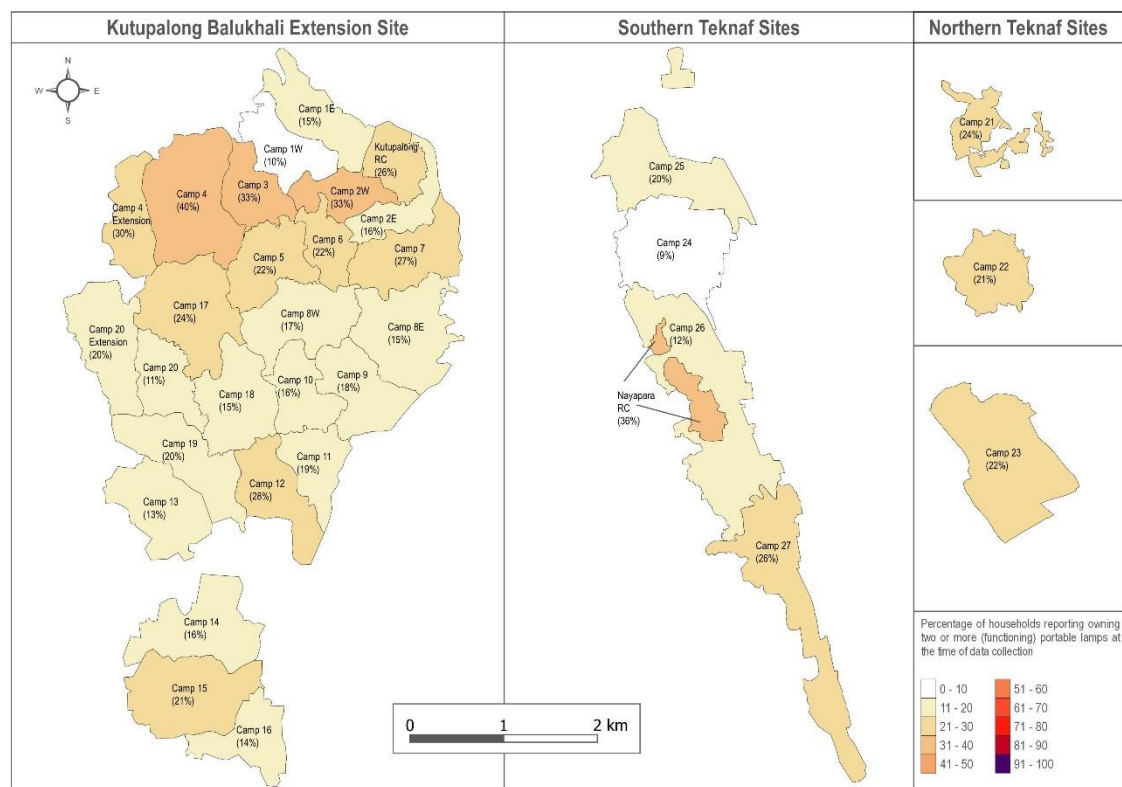 Kutupalong Balukhali Extension Site
Southern Teknaf Sites
Northern Teknaf Sites
N
W
E
S
Camp 1E
(15%)
Camp 1W
(10%)
Kutupalong
RC
(26%)
Camp 4
(40%)
Camp 3
(33%)
Camp 2W
(33%)
Camp 4
Extension
(30%)
Camp 2E
(16%)
Camp 6
(22%)
Camp 7
(27%)
Camp 5
(22%)
Camp 17
(24%)
Camp 8W
(17%)
Camp 8E
(15%)
Camp 20
Extension
(20%)
Camp 20
(11%)
Camp 18
(15%)
Camp 10
(16%)
Camp 9
(18%)
Camp 19
(20%)
Camp 11
(19%)
Camp 12
(28%)
Camp 13
(13%)
Camp 14
(16%)
Camp 15
(21%)
Camp 16
(14%)
Camp 25
(20%)
Camp 24
(9%)
Camp 26
(12%)
Nayapara
RC
(36%)
Camp 27
(26%)
Camp 21
(24%)
Camp 22
(21%)
Camp 23
(22%)
0 1 2 km
Percentage of households reporting owning
two or more (functioning) portable lamps at
the time of data collection
0 - 10
11 - 20
21 - 30
31 - 40
41 - 50
51 - 60
61 - 70
71 - 80
81 - 90
91 - 100